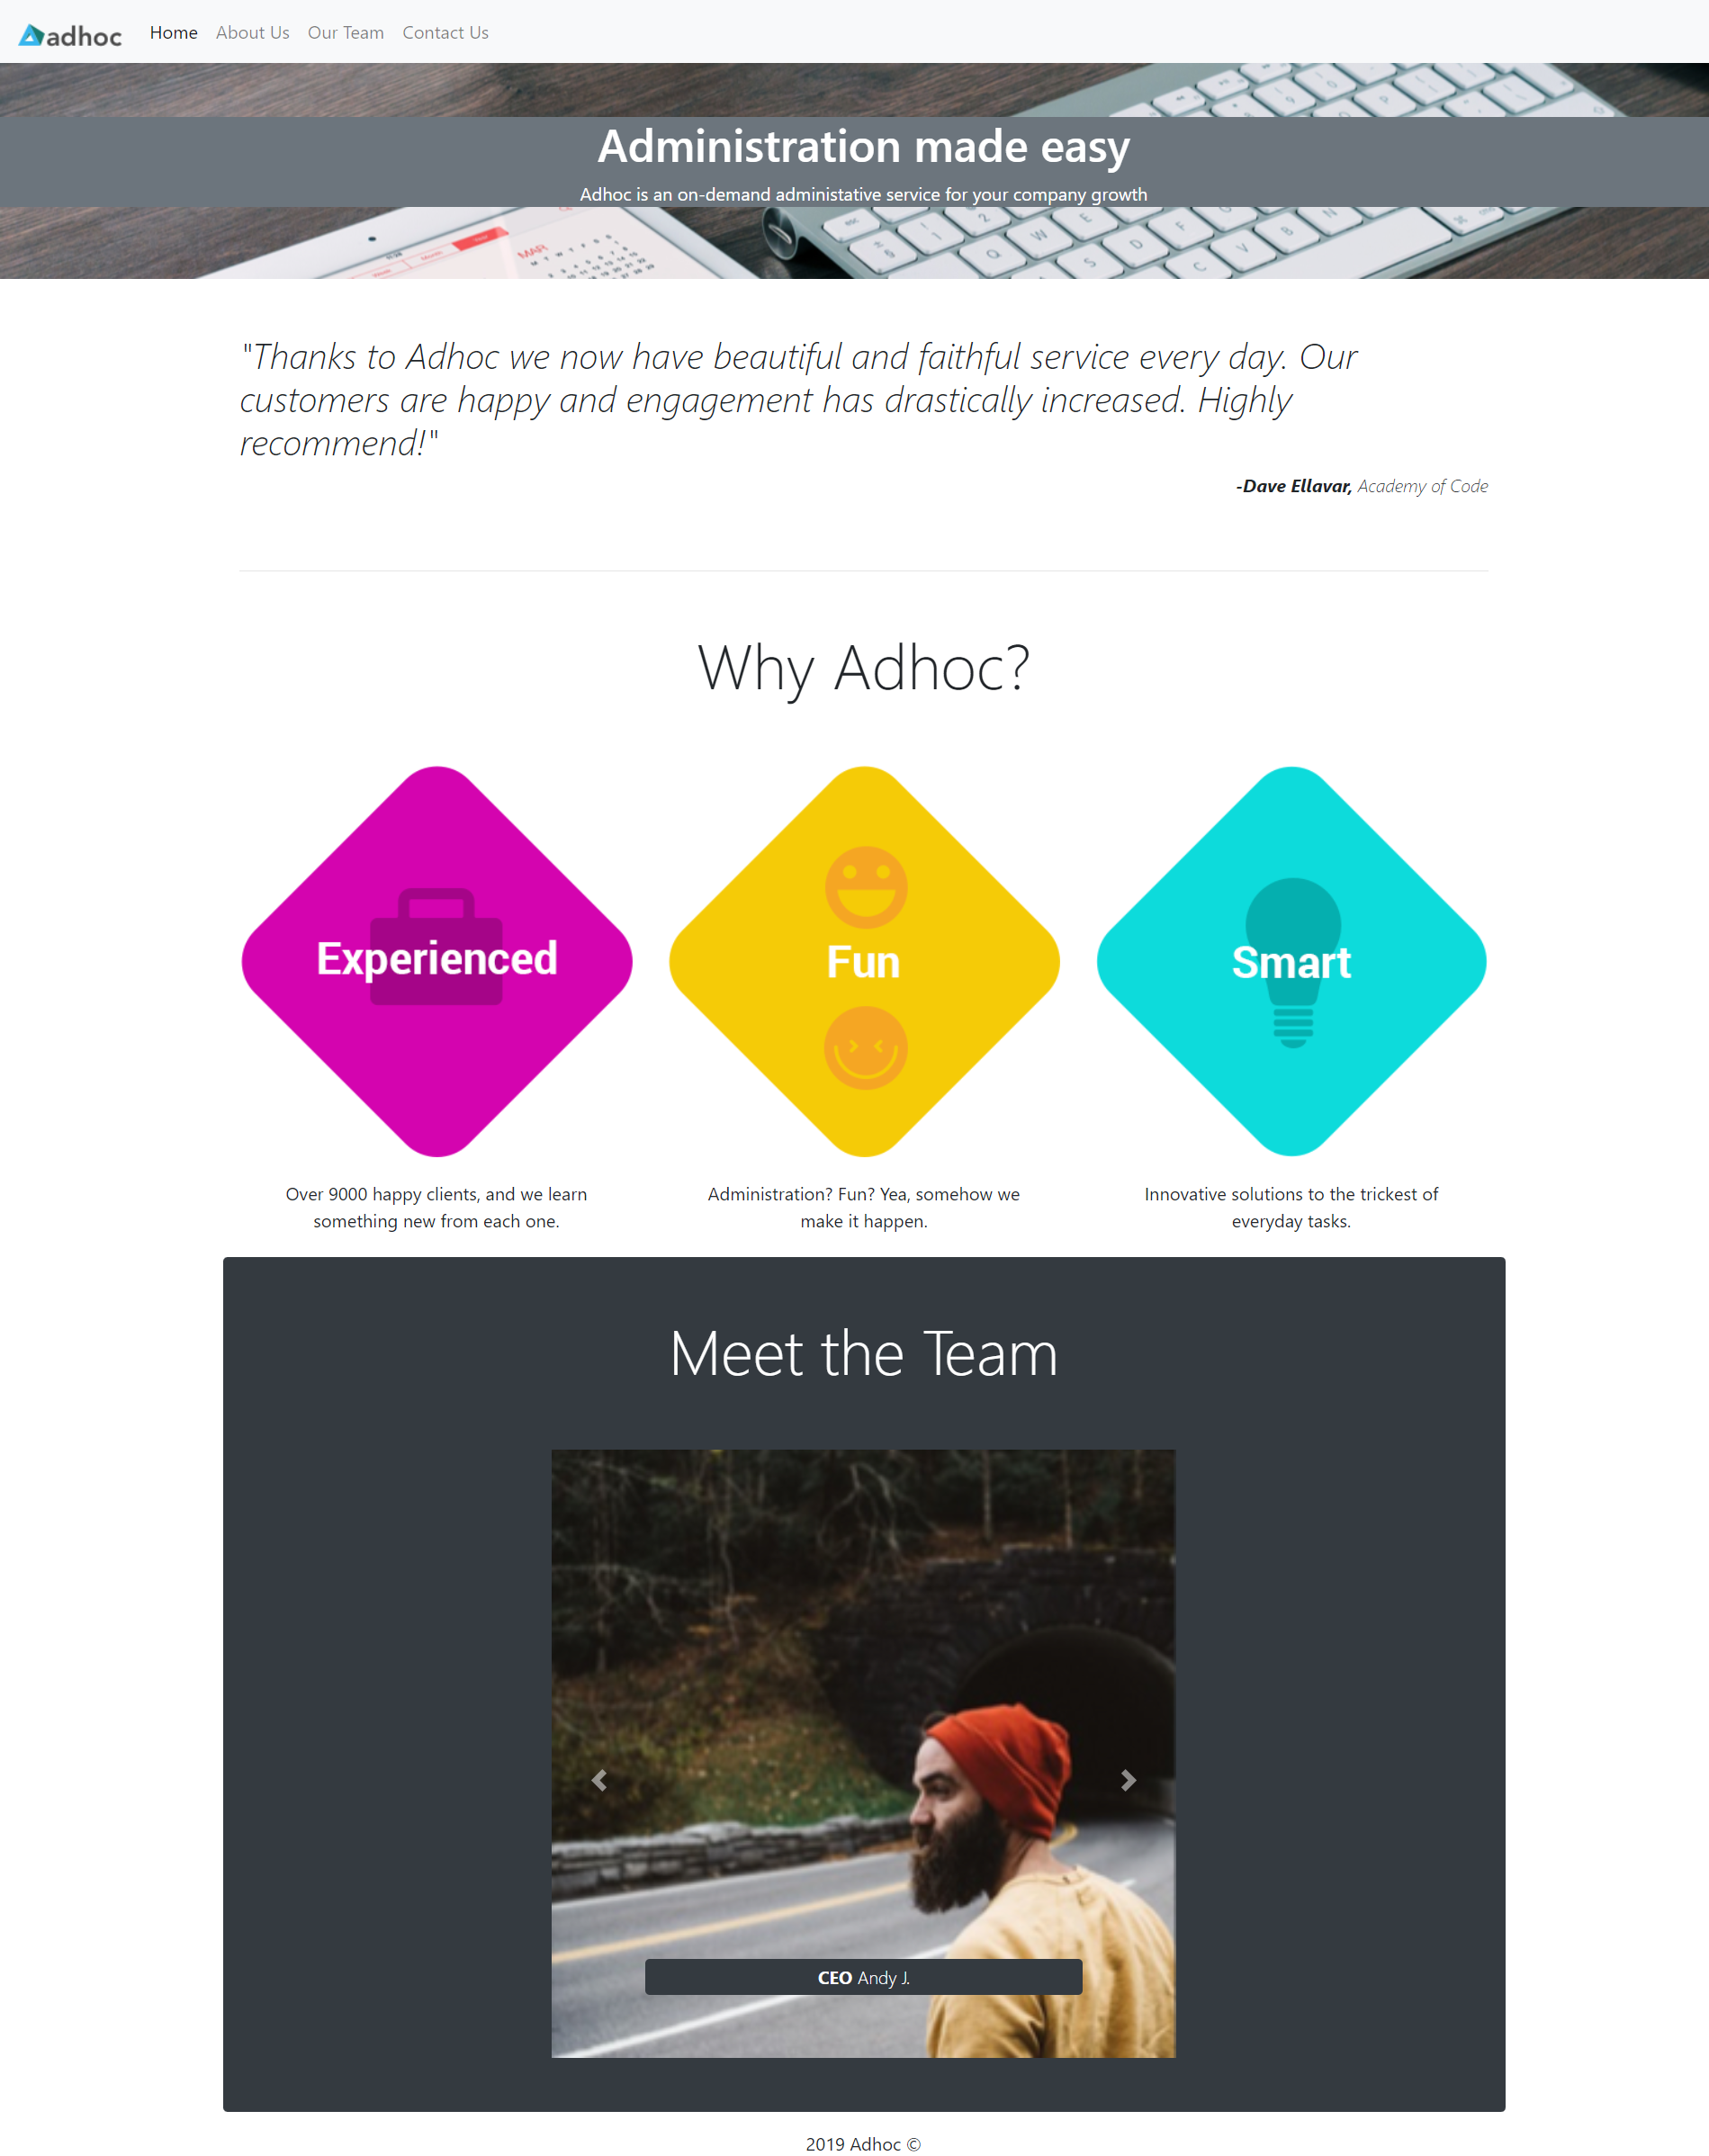 adhoc
Home About Us Our Team Contact Us
Administration made easy
Adhoc is an on-demand administative service for your company growth
MAR
"Thanks to Adhoc we now have beautiful and faithful service every day. Our
customers are happy and engagement has drastically increased. Highly
recommend!"
-Dave Ellavar, Academy of Code
Why Adhoc?
Experienced
Fun
Smart
Over 9000 happy clients, and we learn
something new from each one.
Administration? Fun? Yea, somehow we
make it happen.
Innovative solutions to the trickest of
everyday tasks.
Meet the Team
CEO Andy J.
2019 Adhoc ©